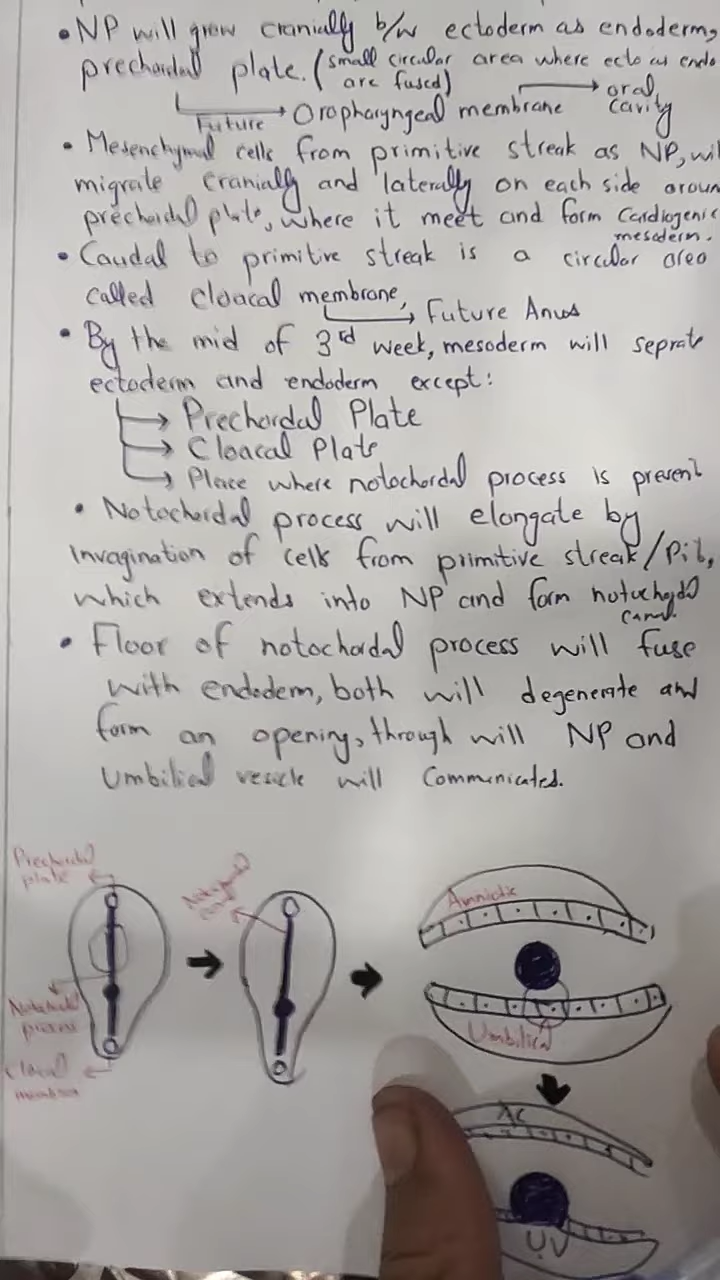 • NP will grow cranially b/w ectoderm as endoderm,
prechordal plate. (small circular area where ecto as endo
are fused)
Future → Oropharyngeal membrane → oral
cavity
• Mesenchymal cells from primitive streak as NP, wil
migrate cranially and laterally on each side aroun
prechordal plate, where it meet and form Cardiogenic
mesoderm.
• Caudal to primitive streak is a circular area
called cloacal membrane,
→ Future Anus
• By the mid of 3rd week, mesoderm will seprate
ectoderm and endoderm except:
→ Prechordal Plate
→ Cloacal Plate
→ Place where notochordal process is present
• Notochordal process will elongate by
Invagination of cells from primitive streak/Pit,
which extends into NP and form notochordal
canal.
• Floor of notochordal process will fuse
with endoderm, both will degenerate and
form an opening, through will NP and
Umbilical vesicle will communicated.
Prechordal
plate
Notochordal
process
Cloacal
membrane
Amniotic
Umbilical
AC
UV